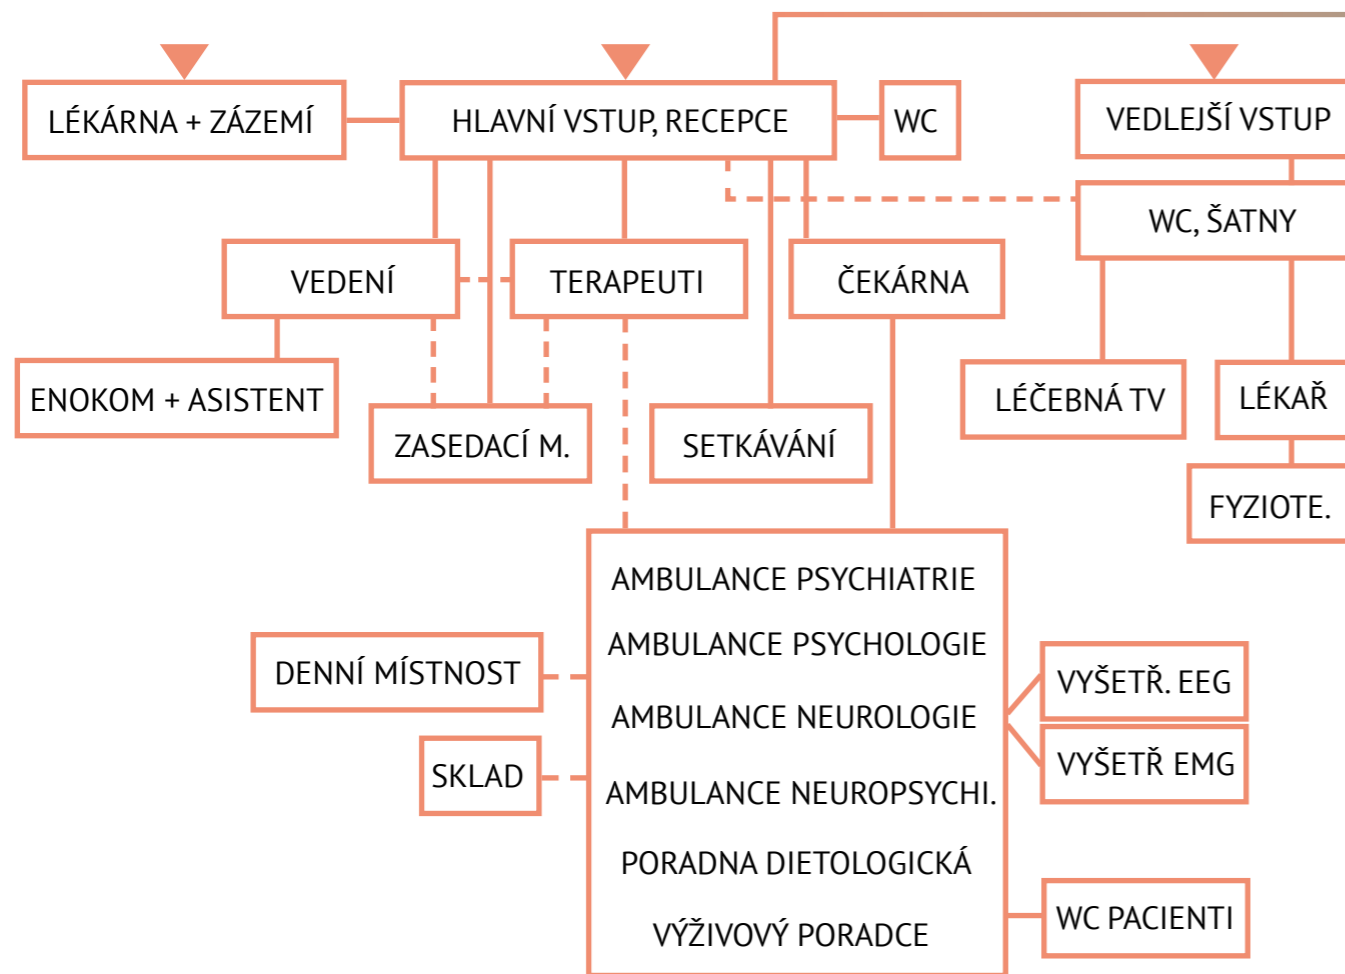 LÉKÁRNA + ZÁZEMÍ
HLAVNÍ VSTUP, RECEPCE
WC
VEDLEJŠÍ VSTUP
WC, ŠATNY
VEDENÍ
TERAPEUTI
ČEKÁRNA
ENOKOM + ASISTENT
ZASEDACÍ M.
SETKÁVÁNÍ
LÉČEBNÁ TV
LÉKAŘ
FYZIOTE.
AMBULANCE PSYCHIATRIE
AMBULANCE PSYCHOLOGIE
AMBULANCE NEUROLOGIE
AMBULANCE NEUROPSYCHI.
PORADNA DIETOLOGICKÁ
VÝŽIVOVÝ PORADCE
DENNÍ MÍSTNOST
SKLAD
VYŠETŘ. EEG
VYŠETŘ EMG
WC PACIENTI